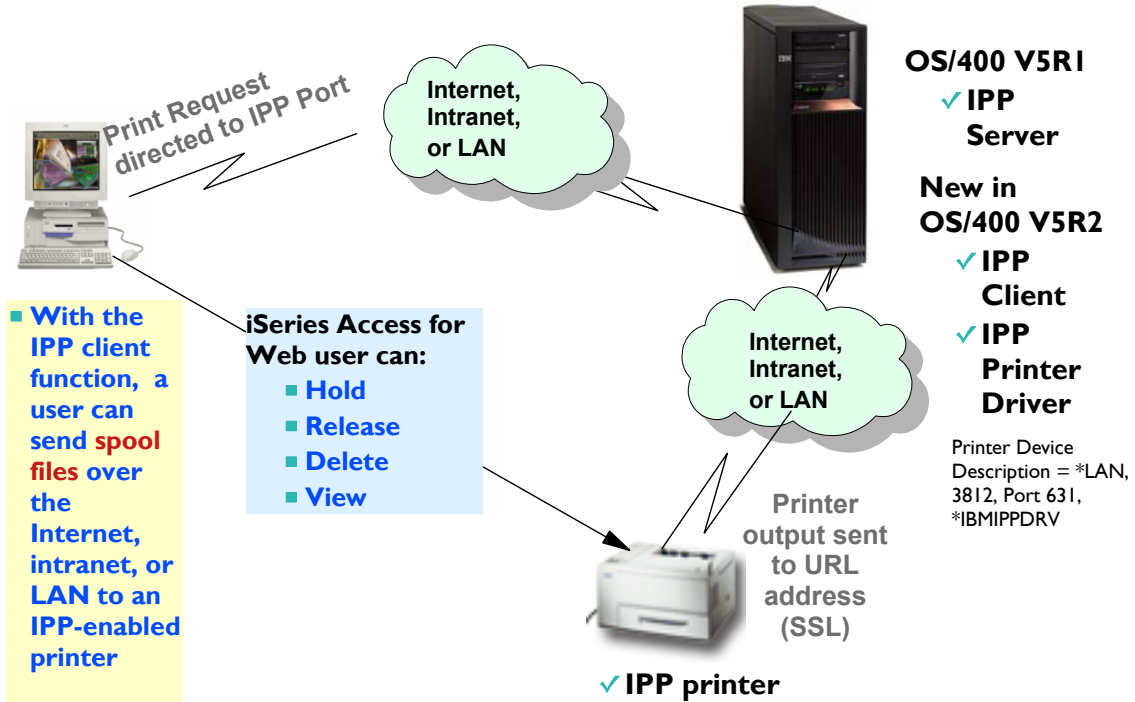 Print Request
directed to IPP Port
Internet,
Intranet,
or LAN
IBM
OS/400 V5R1
✓ IPP
Server
New in
OS/400 V5R2
✓ IPP
Client
✓ IPP
Printer
Driver
Printer Device
Description = *LAN,
3812, Port 631,
*IBMIPPDRV
■ With the
IPP client
function, a
user can
send spool
files over
the
Internet,
intranet, or
LAN to an
IPP-enabled
printer
iSeries Access for
Web user can:
■ Hold
■ Release
■ Delete
■ View
Internet,
Intranet,
or LAN
Printer
output sent
to URL
address
(SSL)
✓ IPP printer